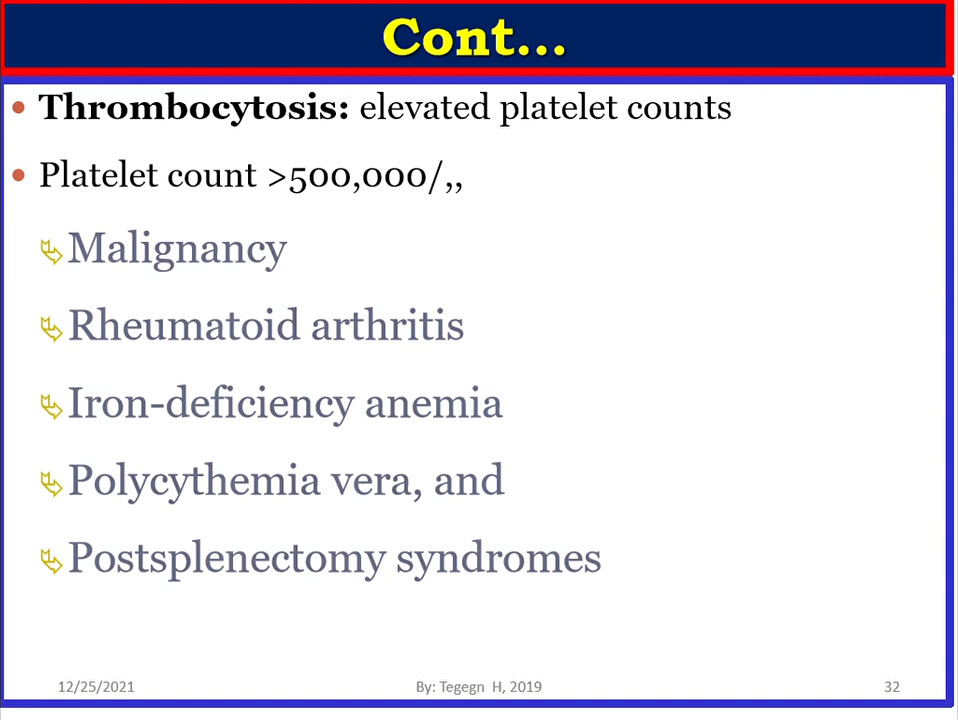 Cont...
Thrombocytosis: elevated platelet counts
Platelet count >500,000/,,
Malignancy
Rheumatoid arthritis
Iron-deficiency anemia
Polycythemia vera, and
Postsplenectomy syndromes
12/25/2021 By: Tegegn H, 2019 32